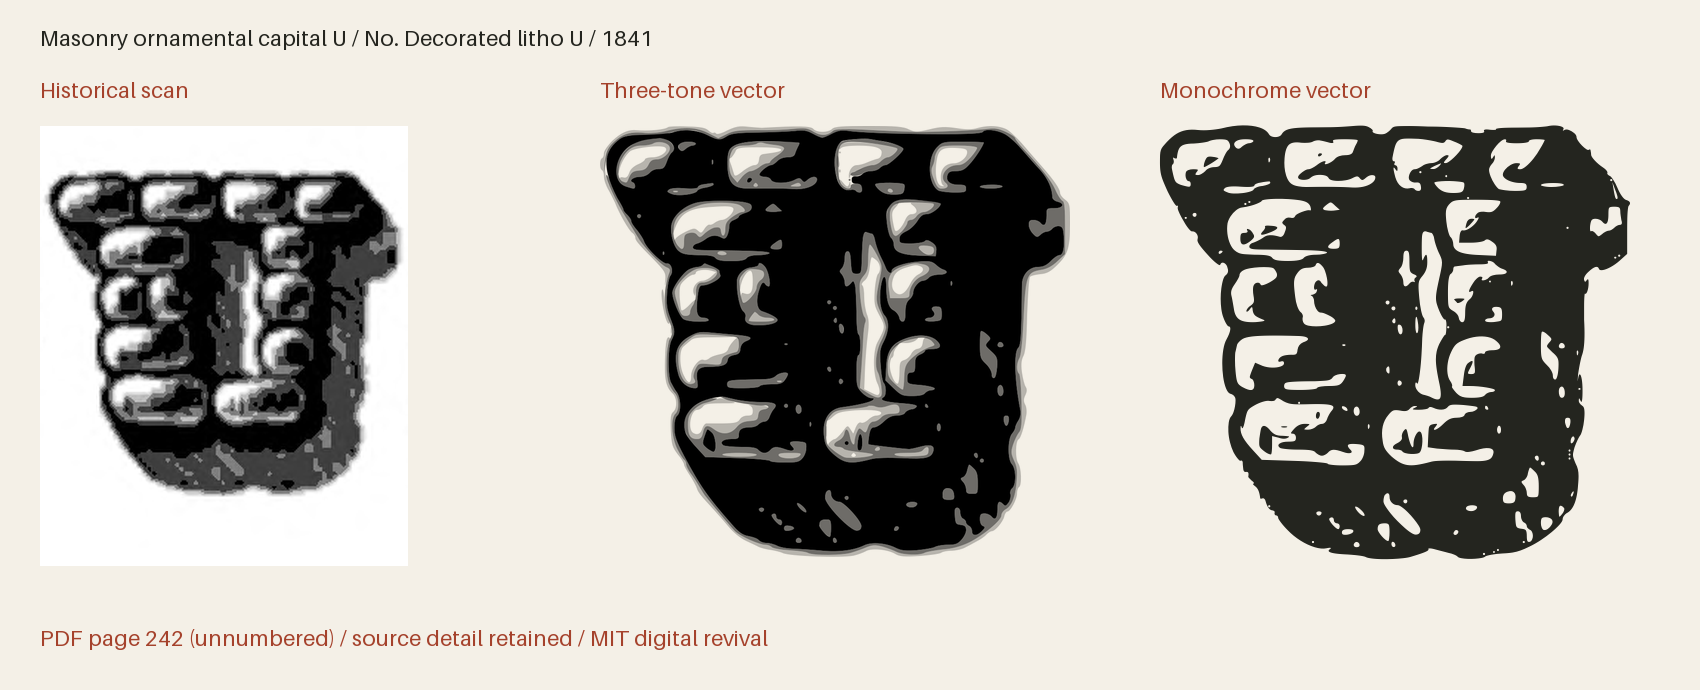 Masonry ornamental capital U / No. Decorated litho U / 1841
Historical scan
Three-tone vector
Monochrome vector
U
U
U
PDF page 242 (unnumbered) / source detail retained / MIT digital revival